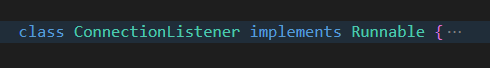 class ConnectionListener implements Runnable {…